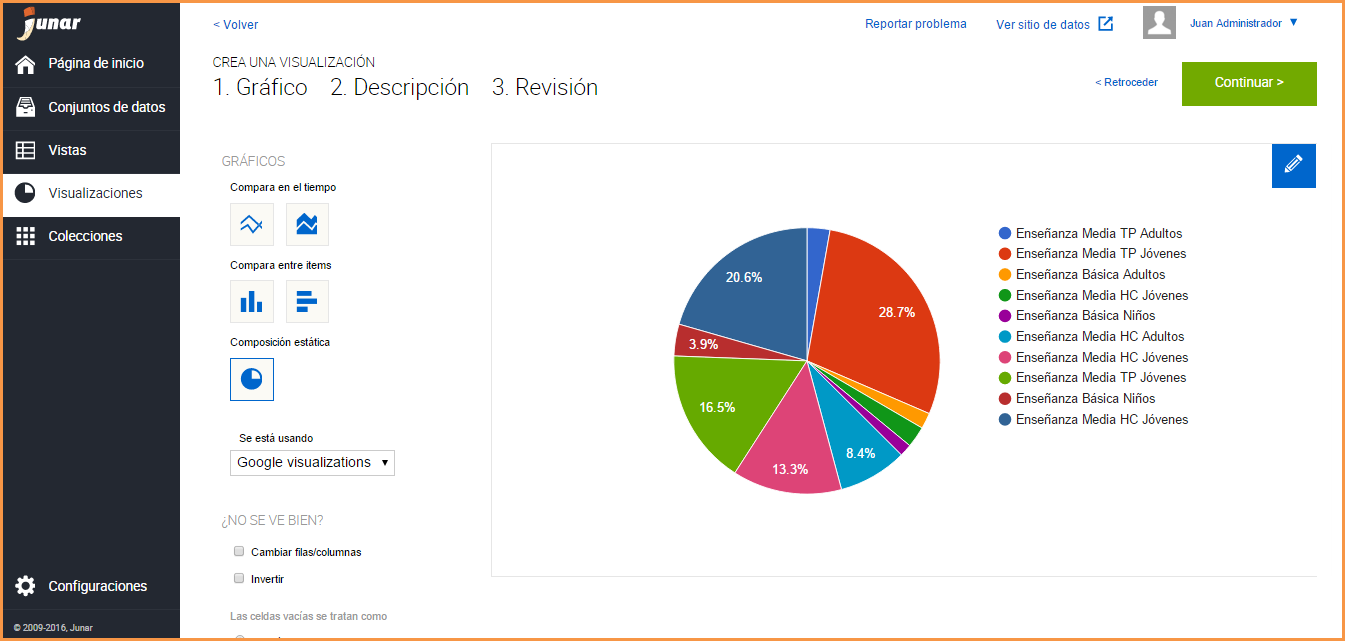 junar
Página de inicio
Conjuntos de datos
Vistas
Visualizaciones
Colecciones
Configuraciones
© 2009-2016, Junar
< Volver
Reportar problema
Ver sitio de datos
Juan Administrador ▼
CREA UNA VISUALIZACIÓN
1. Gráfico 2. Descripción 3. Revisión
< Retroceder
Continuar >
GRÁFICOS
Compara en el tiempo
Compara entre items
Composición estática
Se está usando
Google visualizations ▼
¿NO SE VE BIEN?
Cambiar filas/columnas
Invertir
Las celdas vacías se tratan como
20.6%
28.7%
3.9%
16.5%
13.3%
8.4%
Enseñanza Media TP Adultos
Enseñanza Media TP Jóvenes
Enseñanza Básica Adultos
Enseñanza Media HC Jóvenes
Enseñanza Básica Niños
Enseñanza Media HC Adultos
Enseñanza Media HC Jóvenes
Enseñanza Media TP Jóvenes
Enseñanza Básica Niños
Enseñanza Media HC Jóvenes